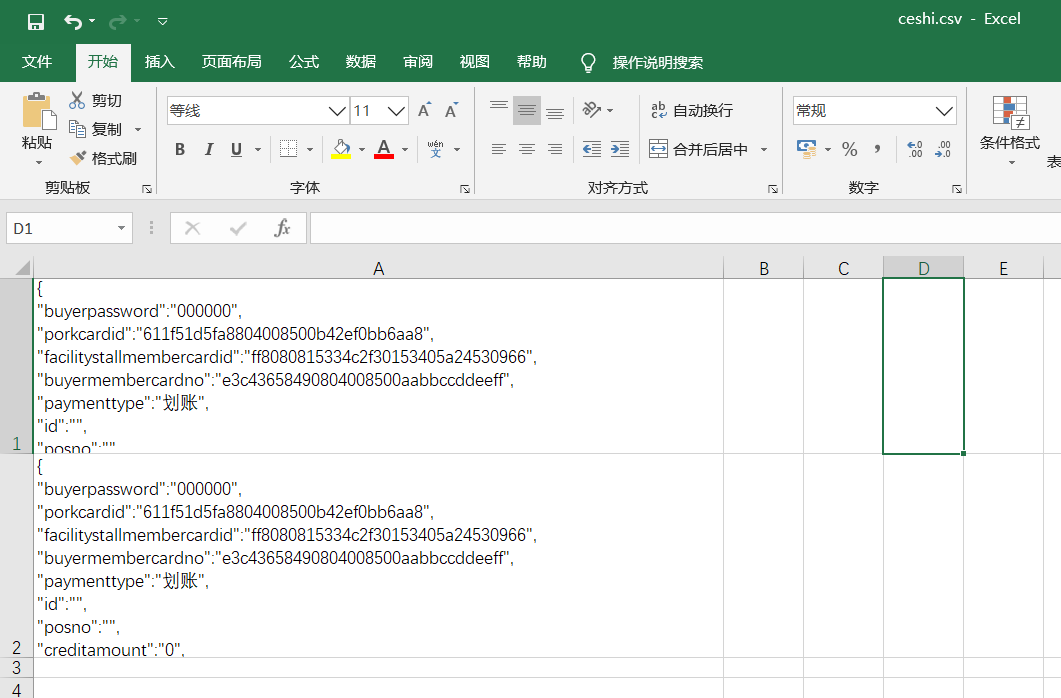 ceshi.csv - Excel
文件 开始 插入 页面布局 公式 数据 审阅 视图 帮助 操作说明搜索
粘贴 剪切 复制 格式刷
等线 11 A A
ab c 自动换行
常规
条件格式
表
B I U A wén 文
合并后居中
% , .0 .00 .00 .0
剪贴板 字体 对齐方式 数字
D1 fx
A B C D E
{
"buyerpassword":"000000",
"porkcardid":"611f51d5fa8804008500b42ef0bb6aa8",
"facilitystallmembercardid":"ff8080815334c2f30153405a24530966",
"buyermembercardno":"e3c43658490804008500aabbccddeeff",
"paymenttype":"划账",
"id":"",
1 "posno":""
{
"buyerpassword":"000000",
"porkcardid":"611f51d5fa8804008500b42ef0bb6aa8",
"facilitystallmembercardid":"ff8080815334c2f30153405a24530966",
"buyermembercardno":"e3c43658490804008500aabbccddeeff",
"paymenttype":"划账",
"id":"",
"posno":"",
2 "creditamount":"0",
3
4